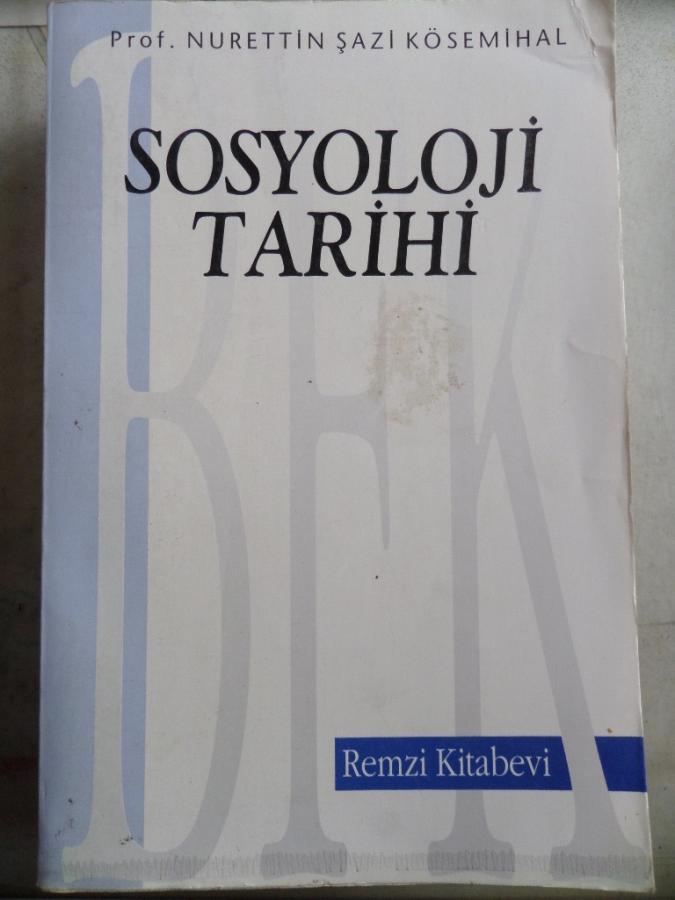 Prof. NURETTİN ŞAZİ KÖSEMİHAL
SOSYOLOJİ
TARİHİ
BFK
Remzi Kitabevi